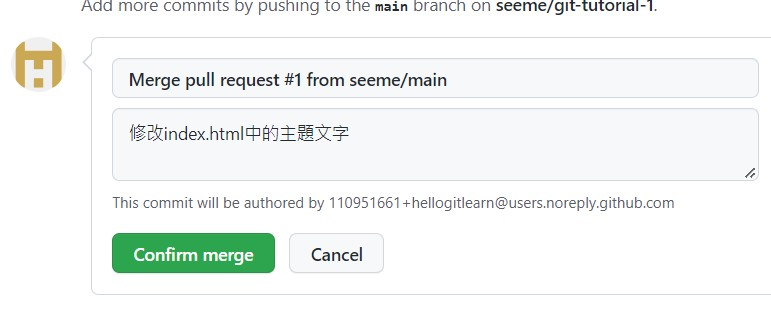 Add more commits by pushing to the main branch on seeme/git-tutorial-1.
Merge pull request #1 from seeme/main
修改index.html中的主題文字
This commit will be authored by 110951661+hellogitlearn@users.noreply.github.com
Confirm merge
Cancel